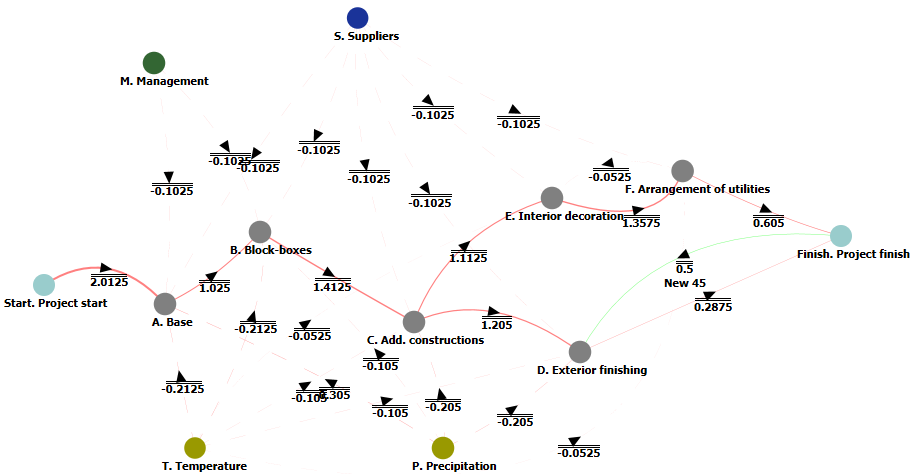 S. Suppliers
M. Management
-0.1025
-0.1025
-0.1025
-0.1025
-0.1025
-0.1025
-0.1025
-0.0525
-0.1025
-0.1025
F. Arrangement of utilities
E. Interior decoration
1.3575
0.605
B. Block-boxes
Finish. Project finish
1.1125
0.5
New 45
2.0125
1.025
1.4125
Start. Project start
0.2875
A. Base
-0.2125
-0.0525
1.205
C. Add. constructions
-0.105
D. Exterior finishing
-0.2125
-0.105
0.305
-0.105
-0.205
-0.205
-0.0525
T. Temperature
P. Precipitation